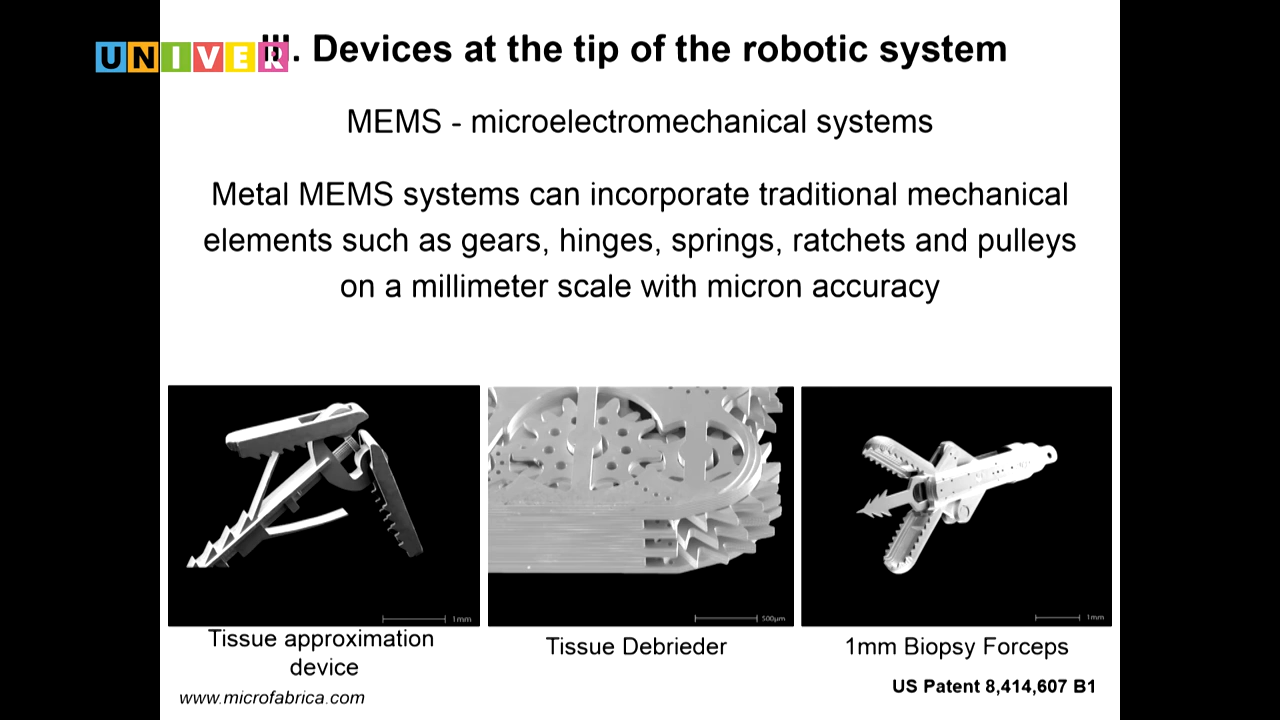 UNIVER
III. Devices at the tip of the robotic system
MEMS - microelectromechanical systems
Metal MEMS systems can incorporate traditional mechanical
elements such as gears, hinges, springs, ratchets and pulleys
on a millimeter scale with micron accuracy
1mm
500µm
1mm
Tissue approximation
device
Tissue Debrieder
1mm Biopsy Forceps
www.microfabrica.com
US Patent 8,414,607 B1